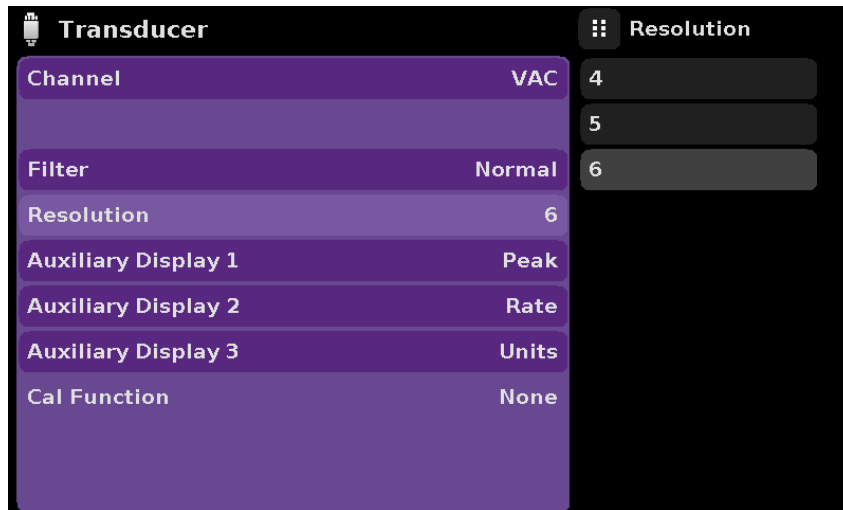 Transducer
Channel VAC
Filter Normal
Resolution 6
Auxiliary Display 1 Peak
Auxiliary Display 2 Rate
Auxiliary Display 3 Units
Cal Function None
Resolution
4
5
6